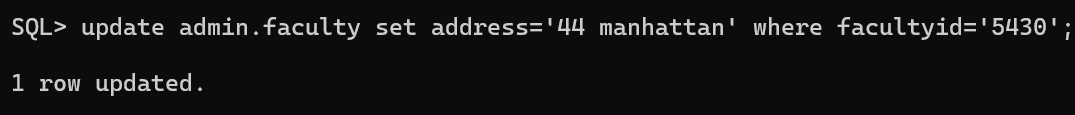 SQL> update admin.faculty set address='44 manhattan' where facultyid='5430';
1 row updated.